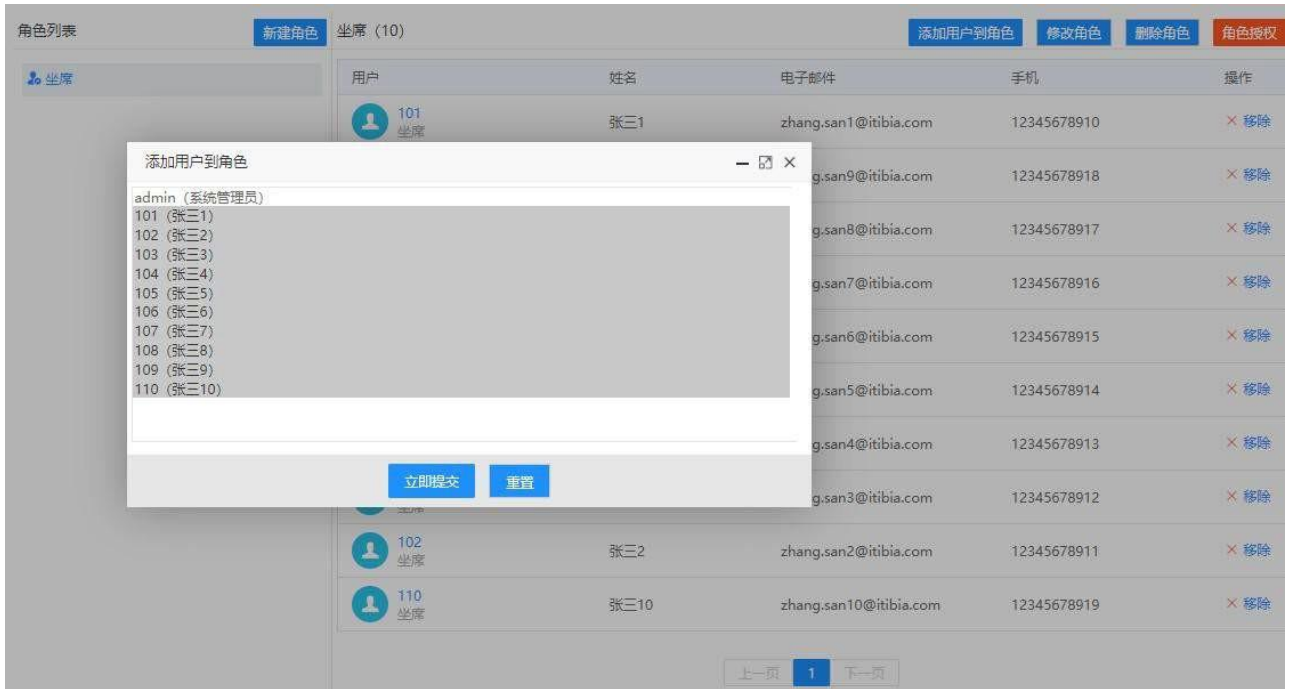 角色列表
新建角色
坐席 (10)
添加用户到角色
修改角色
删除角色
角色授权
坐席
用户
姓名
电子邮件
手机
操作
101
坐席
张三1
zhang.san1@itibia.com
12345678910
× 移除
g.san9@itibia.com
12345678918
× 移除
g.san8@itibia.com
12345678917
× 移除
g.san7@itibia.com
12345678916
× 移除
g.san6@itibia.com
12345678915
× 移除
g.san5@itibia.com
12345678914
× 移除
g.san4@itibia.com
12345678913
× 移除
g.san3@itibia.com
12345678912
× 移除
102
坐席
张三2
zhang.san2@itibia.com
12345678911
× 移除
110
坐席
张三10
zhang.san10@itibia.com
12345678919
× 移除
上一页
1
下一页
添加用户到角色
admin (系统管理员)
101 (张三1)
102 (张三2)
103 (张三3)
104 (张三4)
105 (张三5)
106 (张三6)
107 (张三7)
108 (张三8)
109 (张三9)
110 (张三10)
立即提交
重置